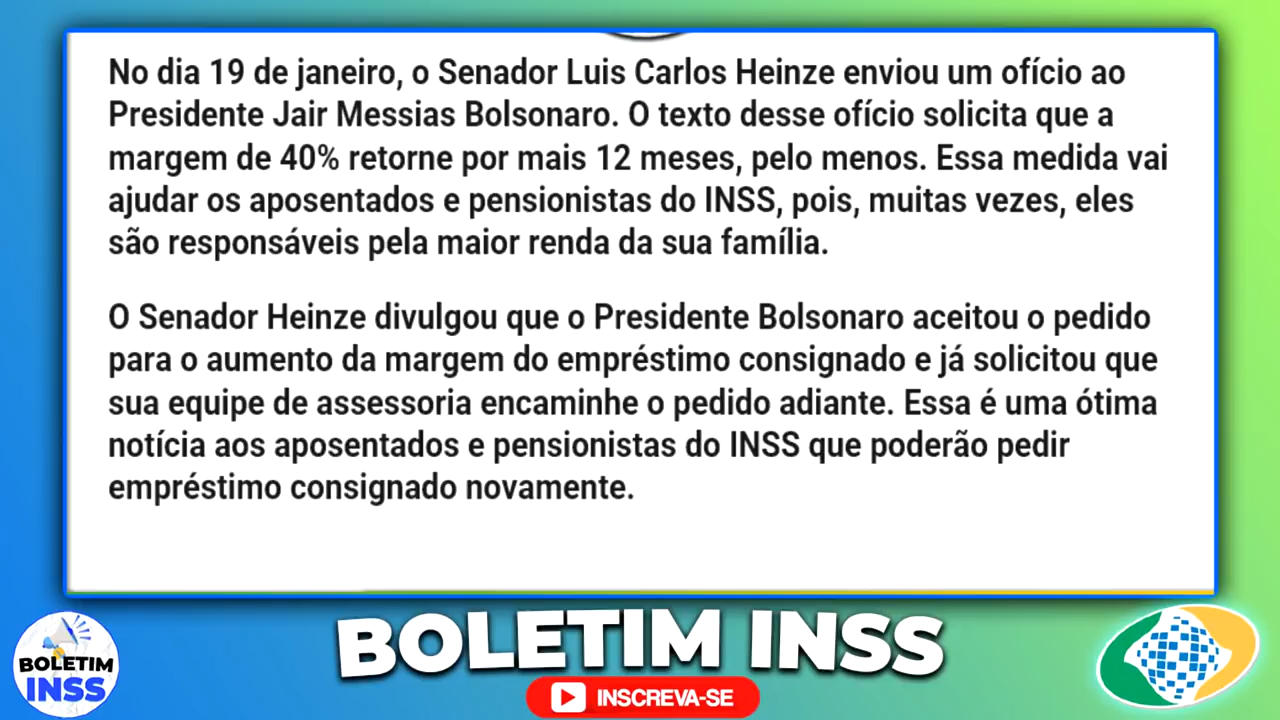 No dia 19 de janeiro, o Senador Luis Carlos Heinze enviou um ofício ao
Presidente Jair Messias Bolsonaro. O texto desse ofício solicita que a
margem de 40% retorne por mais 12 meses, pelo menos. Essa medida vai
ajudar os aposentados e pensionistas do INSS, pois, muitas vezes, eles
são responsáveis pela maior renda da sua família.
O Senador Heinze divulgou que o Presidente Bolsonaro aceitou o pedido
para o aumento da margem do empréstimo consignado e já solicitou que
sua equipe de assessoria encaminhe o pedido adiante. Essa é uma ótima
notícia aos aposentados e pensionistas do INSS que poderão pedir
empréstimo consignado novamente.
BOLETIM
INSS
BOLETIM INSS
INSCREVA-SE